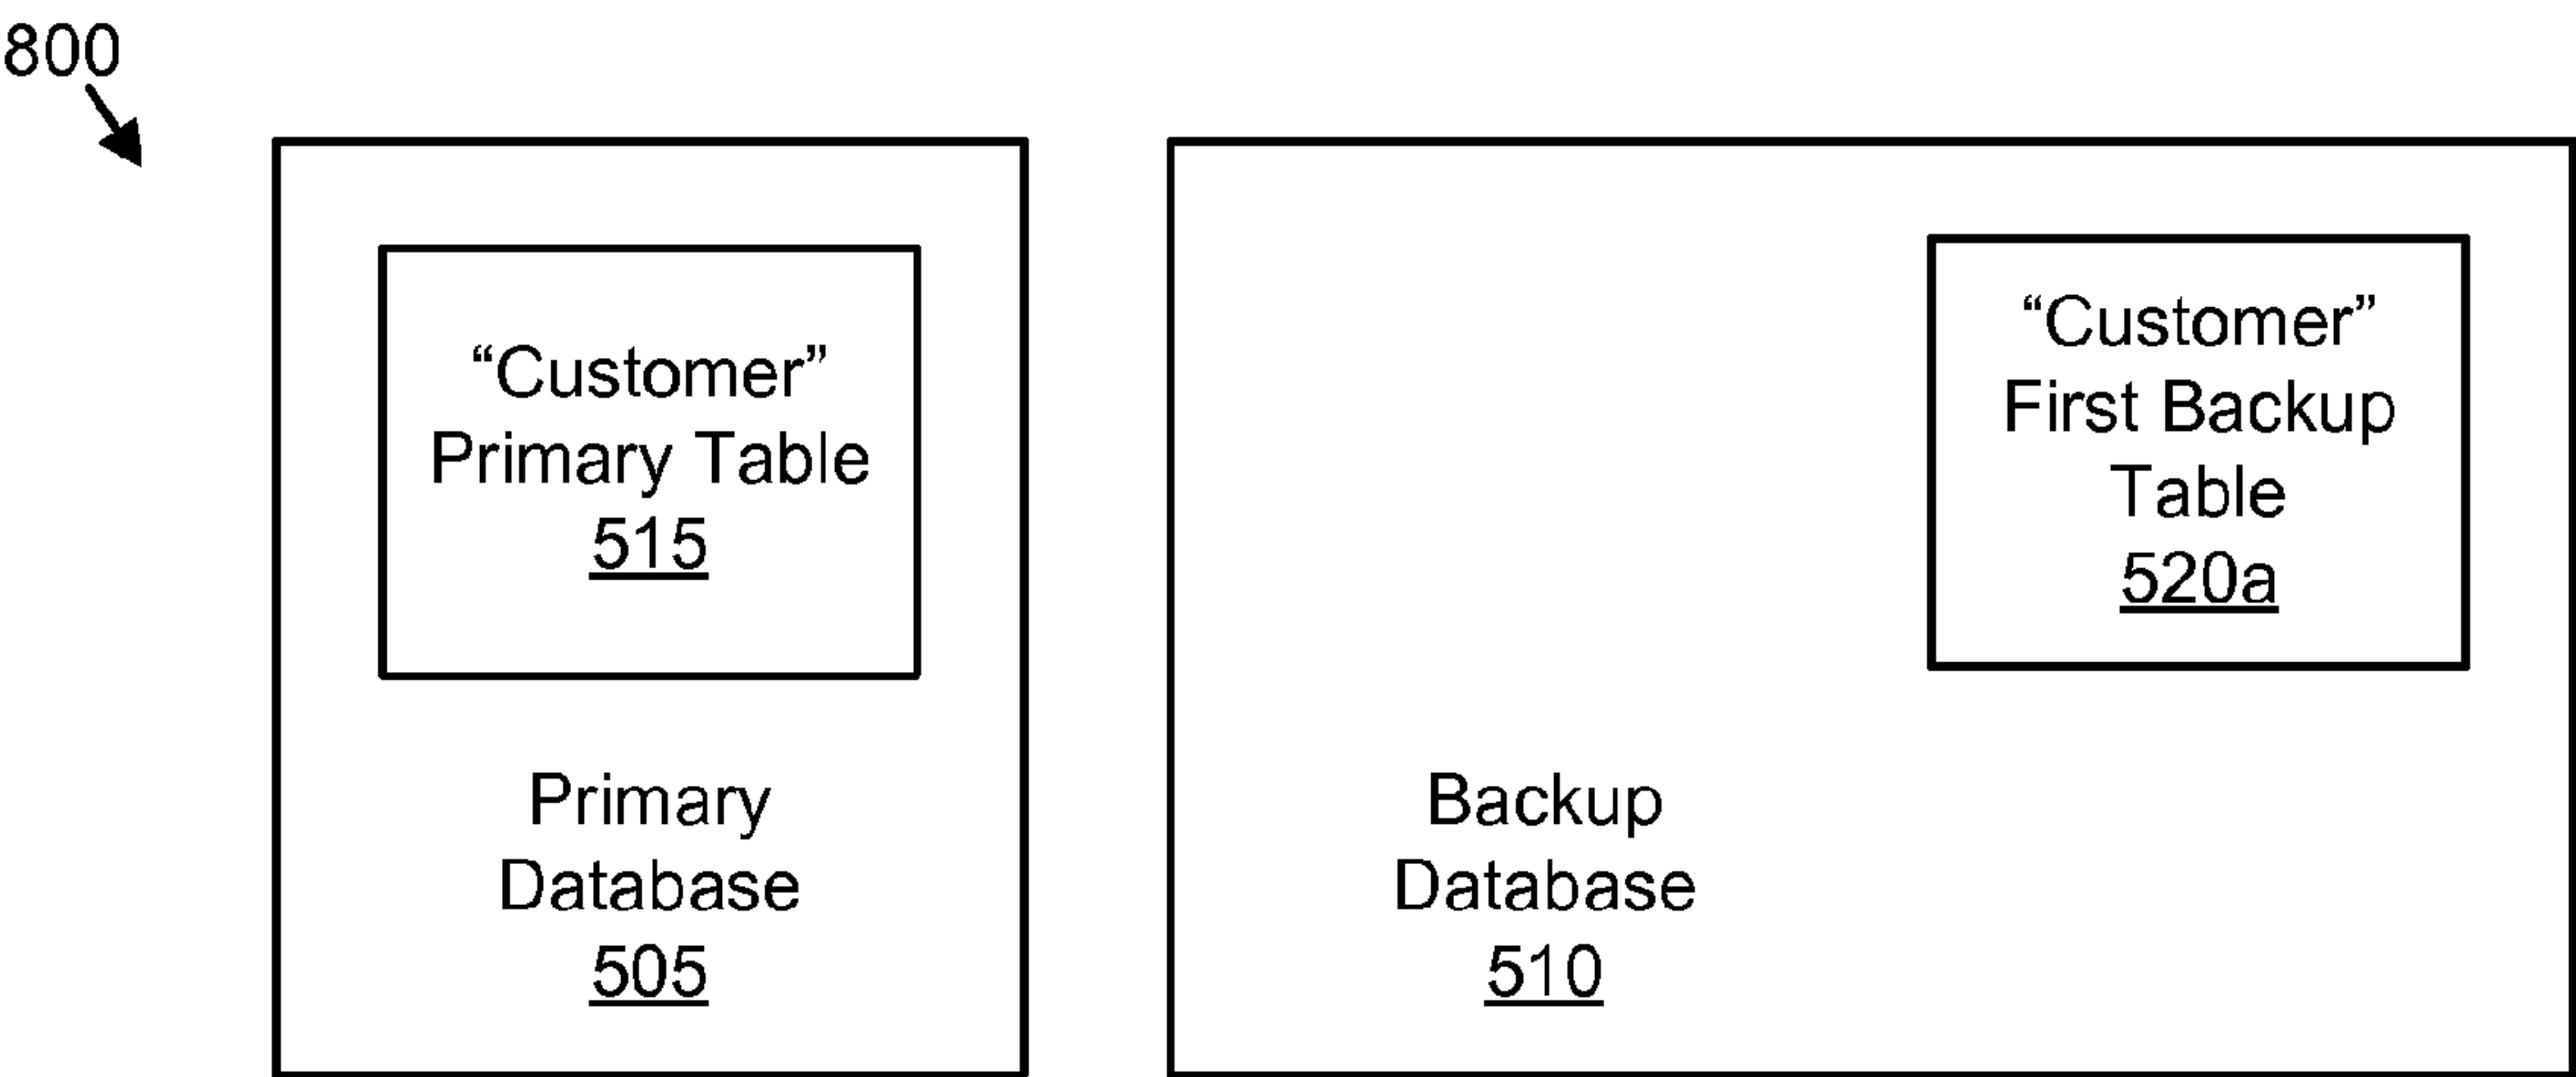 800
“Customer”
Primary Table
515
Primary
Database
505
“Customer”
First Backup
Table
520a
Backup
Database
510